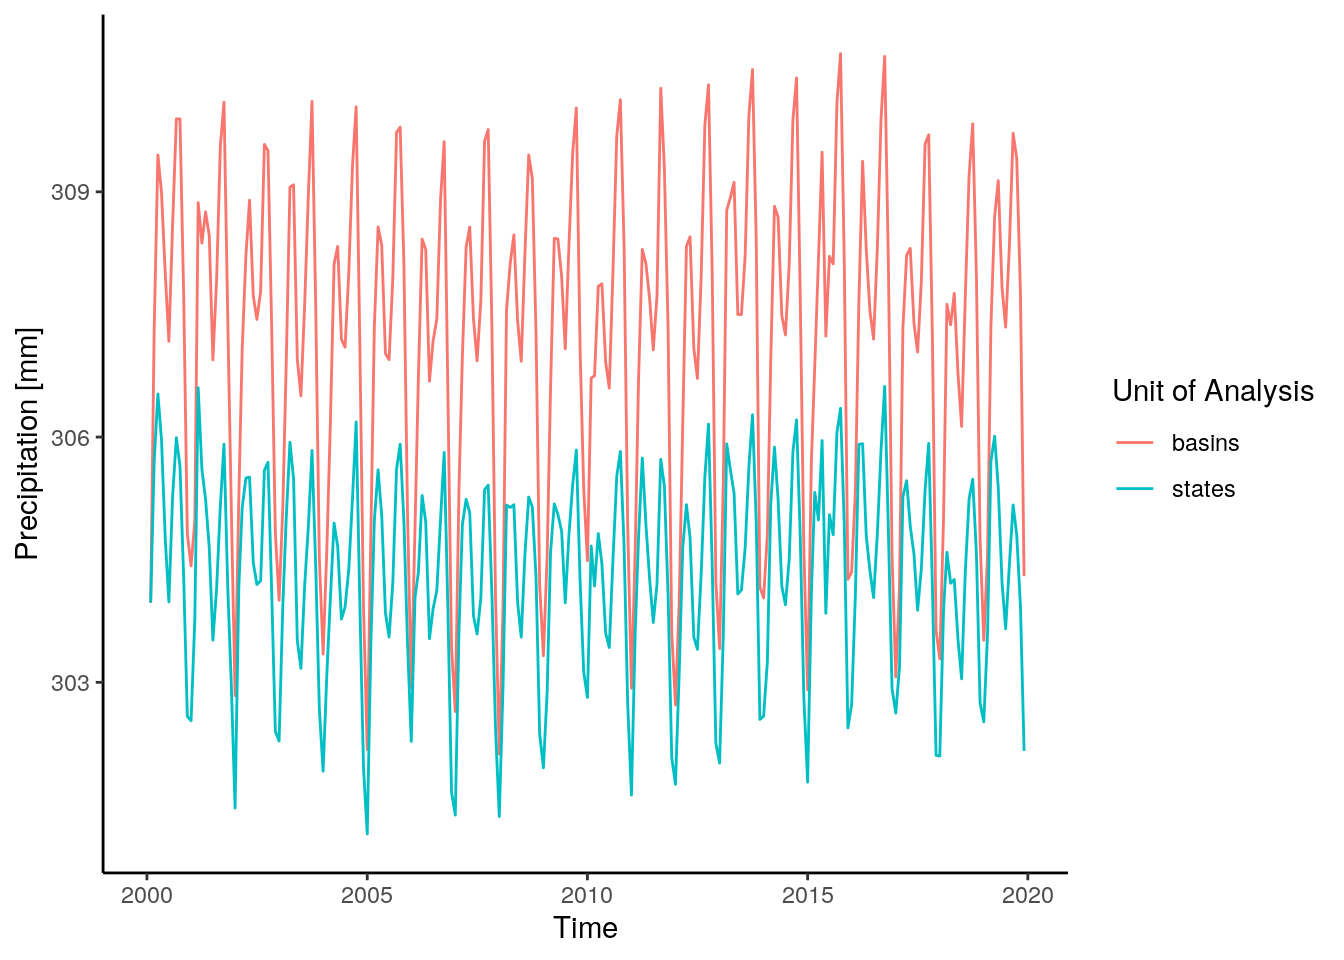 Precipitation [mm]
309
306
303
2000
2005
2010
2015
2020
Time
Unit of Analysis
basins
states